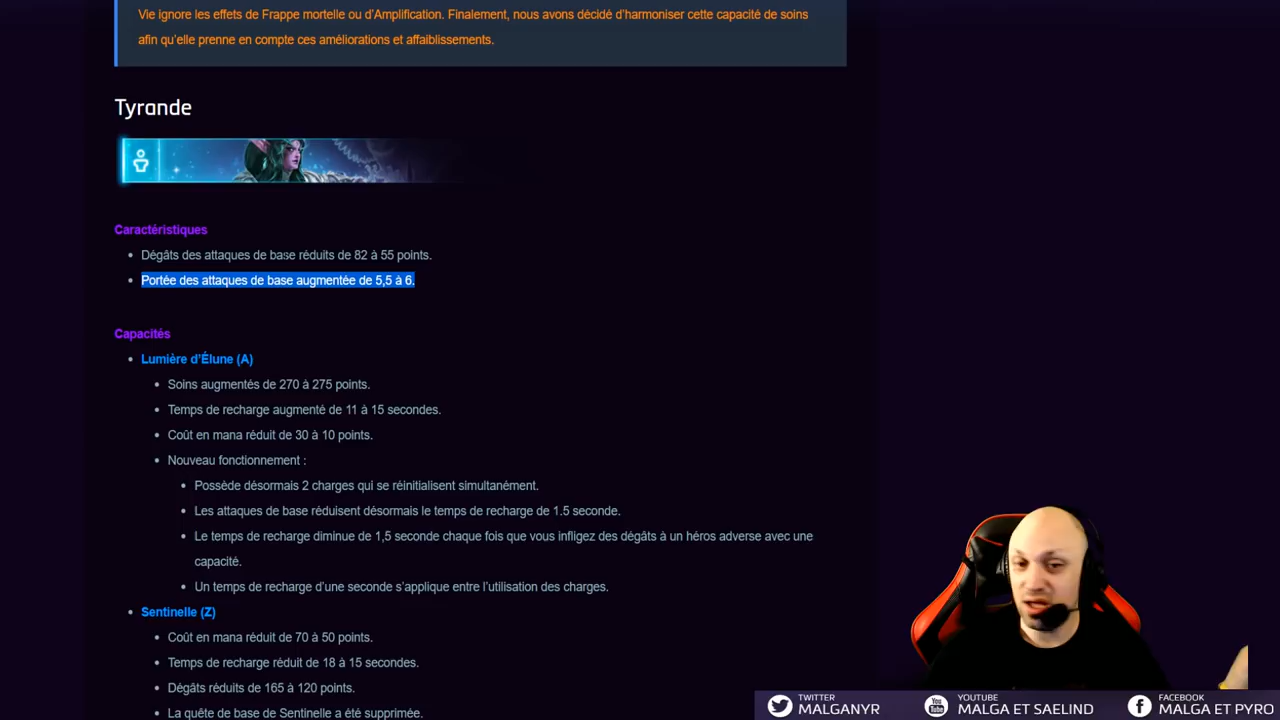 Vie ignore les effets de Frappe mortelle ou d'Amplification. Finalement, nous avons décidé d'harmoniser cette capacité de soins
afin qu'elle prenne en compte ces améliorations et affaiblissements.
Tyrande
Caractéristiques
Dégâts des attaques de base réduits de 82 à 55 points.
Portée des attaques de base augmentée de 5,5 à 6.
Capacités
Lumière d'Élune (A)
Soins augmentés de 270 à 275 points.
Temps de recharge augmenté de 11 à 15 secondes.
Coût en mana réduit de 30 à 10 points.
Nouveau fonctionnement :
Possède désormais 2 charges qui se réinitialisent simultanément.
Les attaques de base réduisent désormais le temps de recharge de 1.5 seconde.
Le temps de recharge diminue de 1,5 seconde chaque fois que vous infligez des dégâts à un héros adverse avec une
capacité.
Un temps de recharge d'une seconde s'applique entre l'utilisation des charges.
Sentinelle (Z)
Coût en mana réduit de 70 à 50 points.
Temps de recharge réduit de 18 à 15 secondes.
Dégâts réduits de 165 à 120 points.
La quête de base de Sentinelle a été supprimée.
TWITTER
MALGANYR
YOUTUBE
MALGA ET SAELIND
FACEBOOK
MALGA ET PYRO